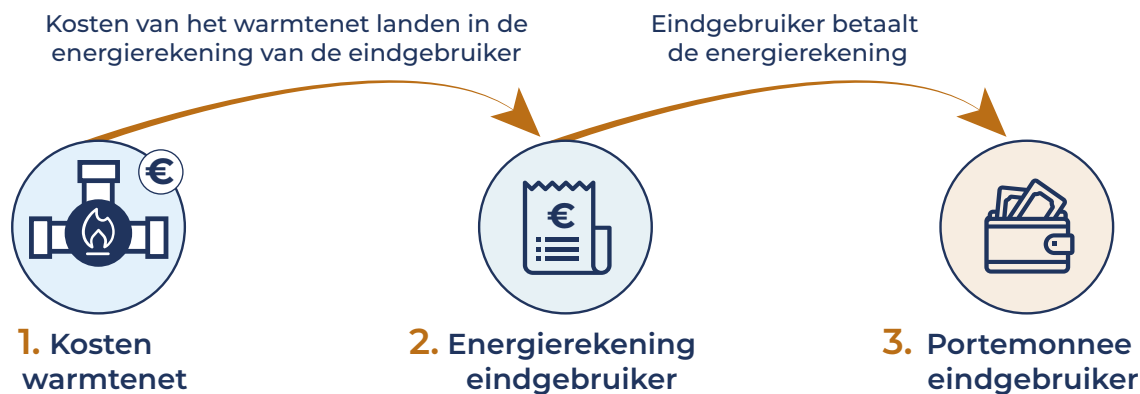 Kosten van het warmtenet landen in de
energierekening van de eindgebruiker
Eindgebruiker betaalt
de energierekening
€
€
1. Kosten
warmtenet
2. Energierekening
eindgebruiker
3. Portemonnee
eindgebruiker